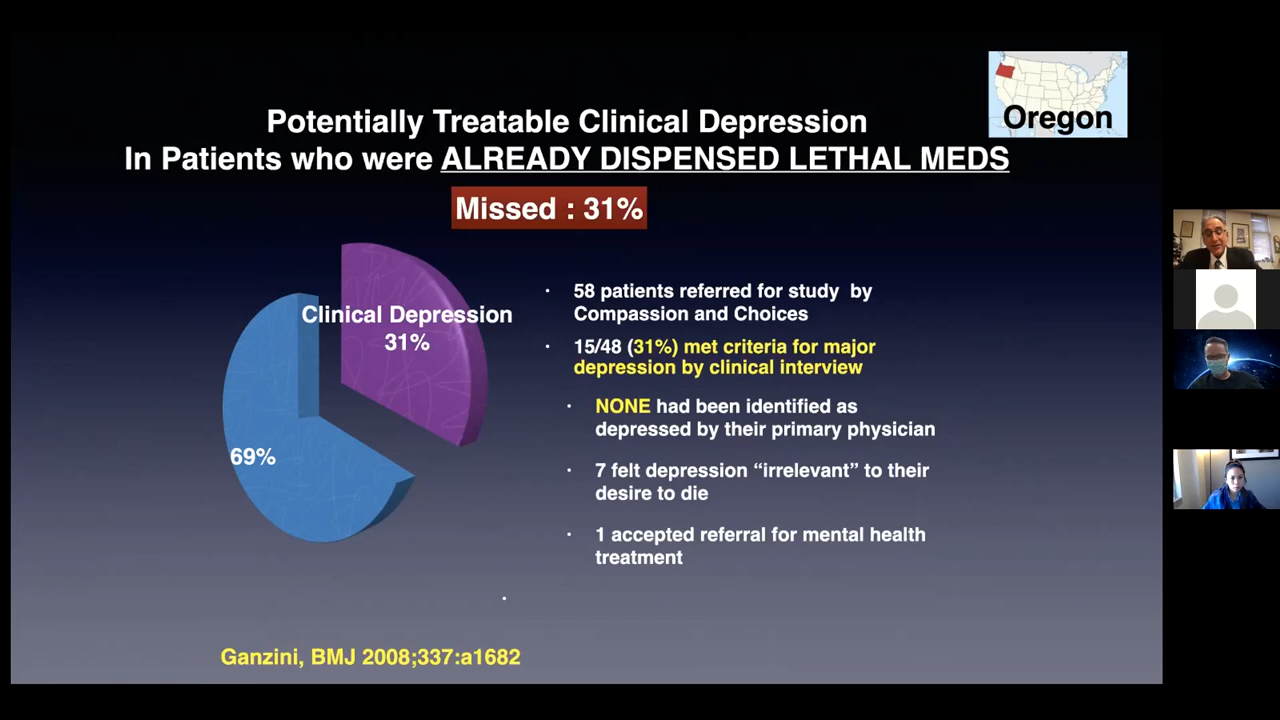 Oregon
Potentially Treatable Clinical Depression
In Patients who were ALREADY DISPENSED LETHAL MEDS
Missed : 31%
Clinical Depression
31%
69%
· 58 patients referred for study by
Compassion and Choices
· 15/48 (31%) met criteria for major
depression by clinical interview
· NONE had been identified as
depressed by their primary physician
· 7 felt depression “irrelevant” to their
desire to die
· 1 accepted referral for mental health
treatment
·
Ganzini, BMJ 2008;337:a1682